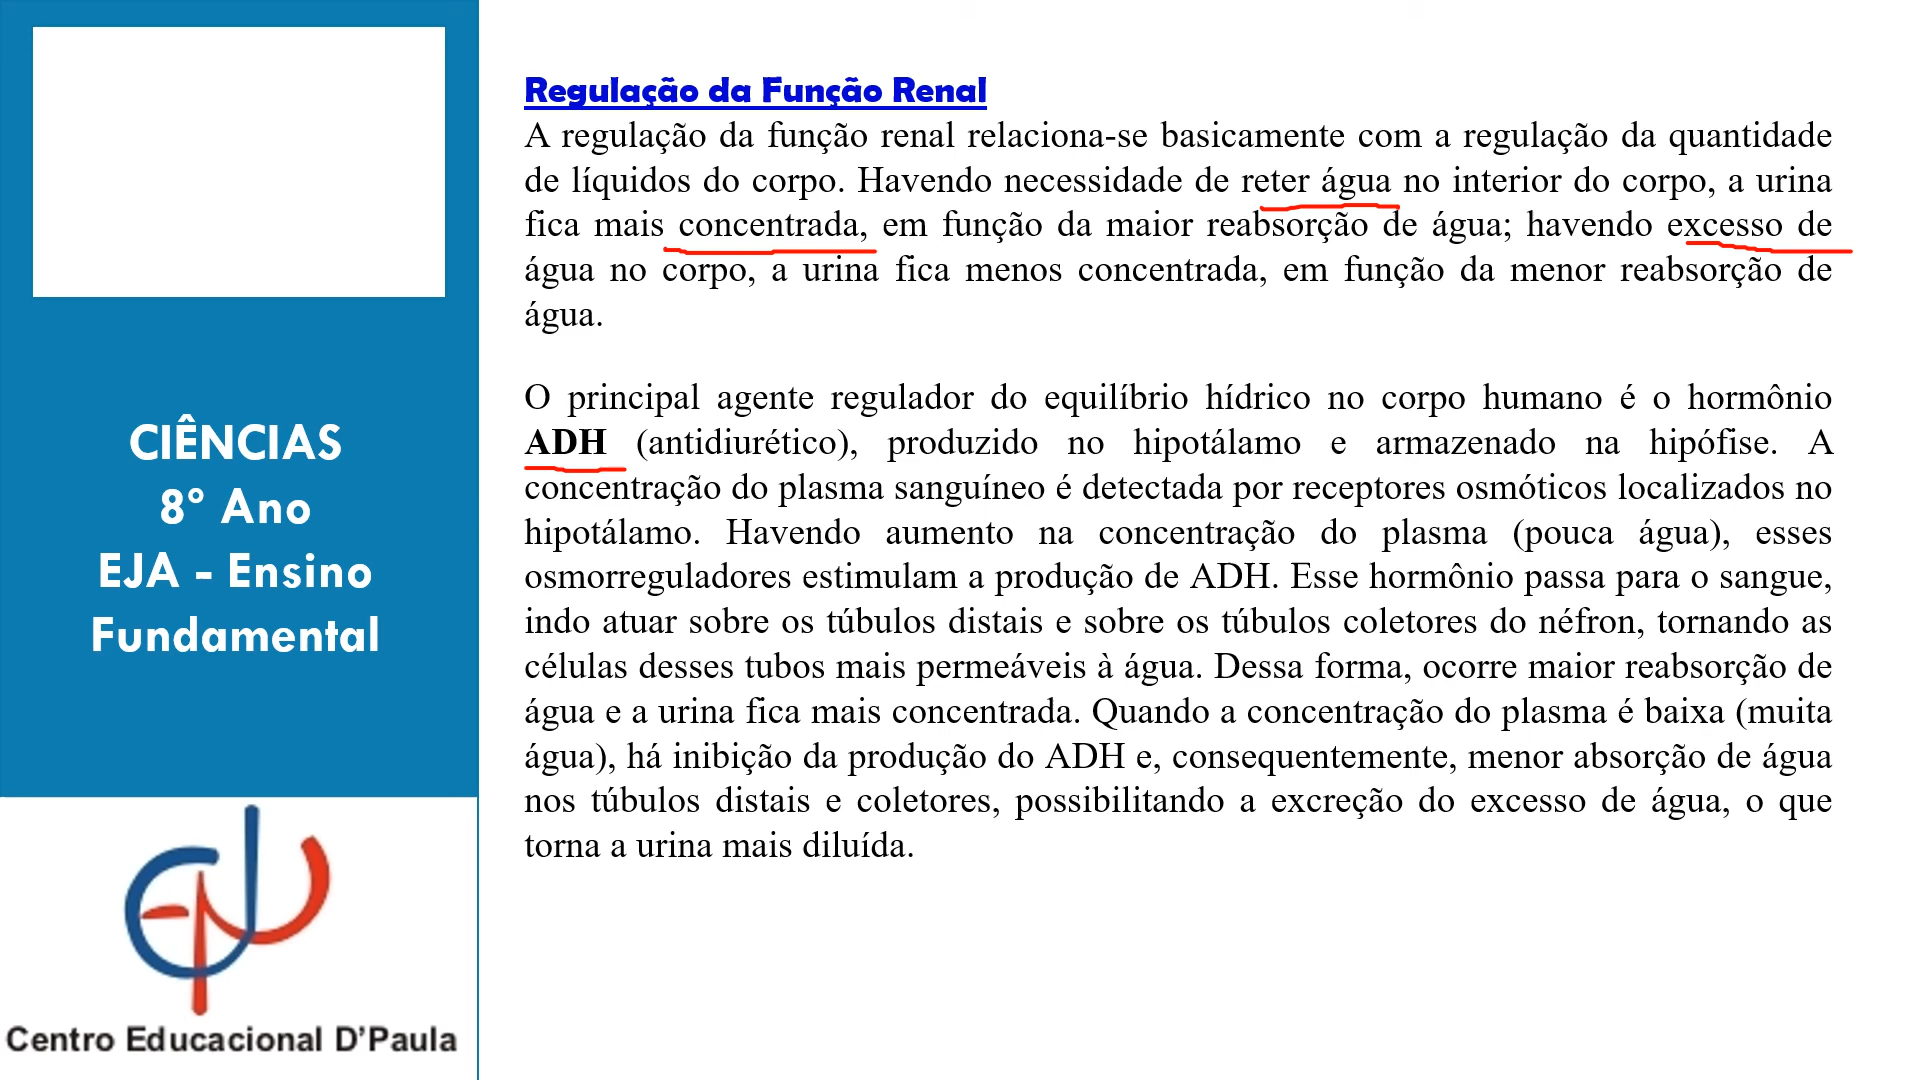 CIÊNCIAS
8° Ano
EJA - Ensino
Fundamental
Centro Educacional D'Paula
Regulação da Função Renal
A regulação da função renal relaciona-se basicamente com a regulação da quantidade
de líquidos do corpo. Havendo necessidade de reter água no interior do corpo, a urina
fica mais concentrada, em função da maior reabsorção de água; havendo excesso de
água no corpo, a urina fica menos concentrada, em função da menor reabsorção de
água.
O principal agente regulador do equilíbrio hídrico no corpo humano é o hormônio
ADH (antidiurético), produzido no hipotálamo e armazenado na hipófise. A
concentração do plasma sanguíneo é detectada por receptores osmóticos localizados no
hipotálamo. Havendo aumento na concentração do plasma (pouca água), esses
osmorreguladores estimulam a produção de ADH. Esse hormônio passa para o sangue,
indo atuar sobre os túbulos distais e sobre os túbulos coletores do néfron, tornando as
células desses tubos mais permeáveis à água. Dessa forma, ocorre maior reabsorção de
água e a urina fica mais concentrada. Quando a concentração do plasma é baixa (muita
água), há inibição da produção do ADH e, consequentemente, menor absorção de água
nos túbulos distais e coletores, possibilitando a excreção do excesso de água, o que
torna a urina mais diluída.